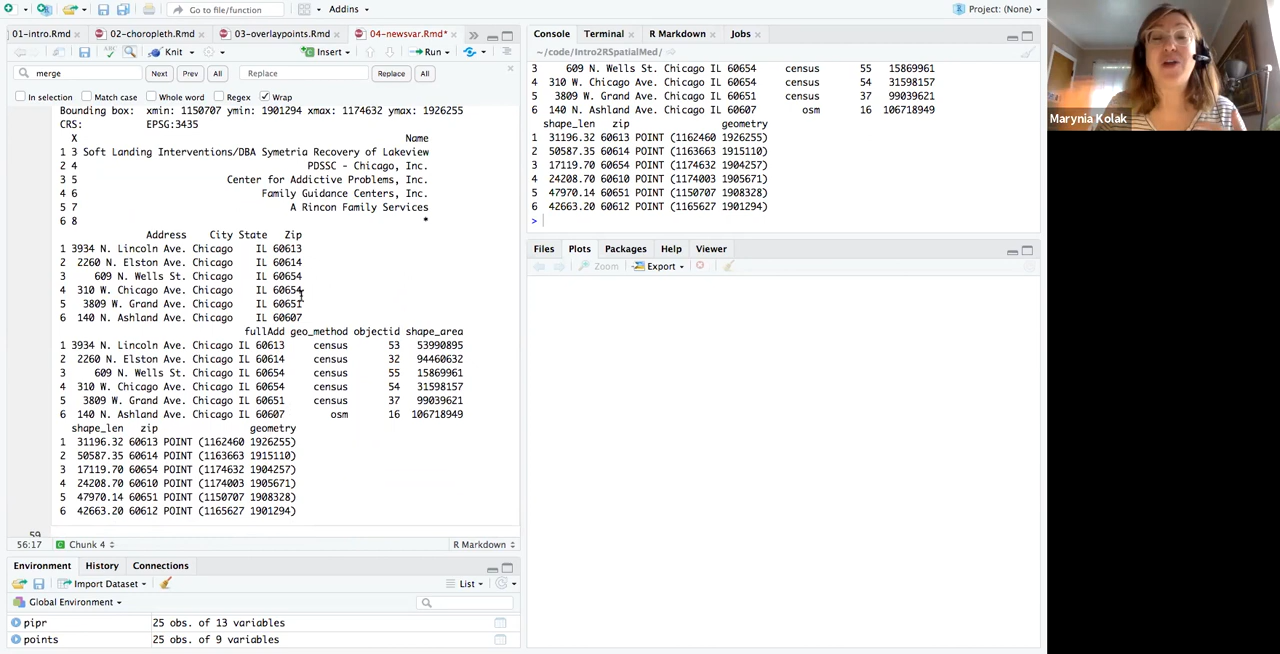 Go to file/function
Addins
Project: (None)
01-intro.Rmd
02-choropleth.Rmd
03-overlaypoints.Rmd
04-newsvar.Rmd*
ABC
Knit
Insert
Run
merge
Next
Prev
All
Replace
Replace
All
In selection
Match case
Whole word
Regex
Wrap
Bounding box:  xmin: 1150707 ymin: 1901294 xmax: 1174632 ymax: 1926255
CRS:           EPSG:3435
X Name
1 3 Soft Landing Interventions/DBA Symetria Recovery of Lakeview
2 4 PDSSC - Chicago, Inc.
3 5 Center for Addictive Problems, Inc.
4 6 Family Guidance Centers, Inc.
5 7 A Rincon Family Services
6 8 *
Address City State Zip
1 3934 N. Lincoln Ave. Chicago IL 60613
2 2260 N. Elston Ave. Chicago IL 60614
3 609 N. Wells St. Chicago IL 60654
4 310 W. Chicago Ave. Chicago IL 60654
5 3809 W. Grand Ave. Chicago IL 60651
6 140 N. Ashland Ave. Chicago IL 60607
fullAdd geo_method objectid shape_area
1 3934 N. Lincoln Ave. Chicago IL 60613 census 53 53990895
2 2260 N. Elston Ave. Chicago IL 60614 census 32 94460632
3 609 N. Wells St. Chicago IL 60654 census 55 15869961
4 310 W. Chicago Ave. Chicago IL 60654 census 54 31598157
5 3809 W. Grand Ave. Chicago IL 60651 census 37 99039621
6 140 N. Ashland Ave. Chicago IL 60607 osm 16 106718949
shape_len zip geometry
1 31196.32 60613 POINT (1162460 1926255)
2 50587.35 60614 POINT (1163663 1915110)
3 17119.70 60654 POINT (1174632 1904257)
4 24208.70 60610 POINT (1174003 1905671)
5 47970.14 60651 POINT (1150707 1908328)
6 42663.20 60612 POINT (1165627 1901294)
59
56:17
Chunk 4
R Markdown
Environment
History
Connections
Import Dataset
List
Global Environment
pipr 25 obs. of 13 variables
points 25 obs. of 9 variables
Console
Terminal
R Markdown
Jobs
~/code/Intro2RSpatialMed/
3 609 N. Wells St. Chicago IL 60654 census 55 15869961
4 310 W. Chicago Ave. Chicago IL 60654 census 54 31598157
5 3809 W. Grand Ave. Chicago IL 60651 census 37 99039621
6 140 N. Ashland Ave. Chicago IL 60607 osm 16 106718949
shape_len zip geometry
1 31196.32 60613 POINT (1162460 1926255)
2 50587.35 60614 POINT (1163663 1915110)
3 17119.70 60654 POINT (1174632 1904257)
4 24208.70 60610 POINT (1174003 1905671)
5 47970.14 60651 POINT (1150707 1908328)
6 42663.20 60612 POINT (1165627 1901294)
>
Files
Plots
Packages
Help
Viewer
Zoom
Export
Marynia Kolak